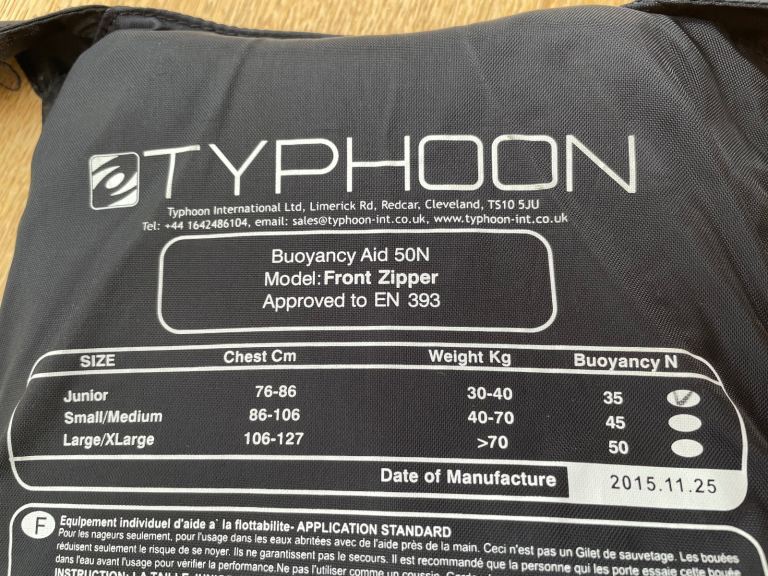 TYPHOON
Typhoon International Ltd, Limerick Rd, Redcar, Cleveland, TS10 5JU
Tel: +44 1642486104, email: sales@typhoon-int.co.uk, www.typhoon-int.co.uk
Buoyancy Aid 50N
Model: Front Zipper
Approved to EN 393
SIZE Chest Cm Weight Kg Buoyancy N
Junior 76-86 30-40 35
Small/Medium 86-106 40-70 45
Large/XLarge 106-127 >70 50
Date of Manufacture 2015.11.25
F Equipement individuel d'aide a` la flottabilite- APPLICATION STANDARD
Pour les nageurs seulement, pour l'usage dans les eaux abritées avec de l'aide près de la main. Ceci n'est pas un Gilet de sauvetage. Les bouées
réduisent seulement le risque de se noyer. Ils ne garantissent pas le secours. Il est recommandé que la personne qui les porte essaie cette bouée
dans l'eau avant l'usage pour vérifier la performance. Ne pas l'utiliser comme un coussin.
INSTRUCTION: LA TAILLE